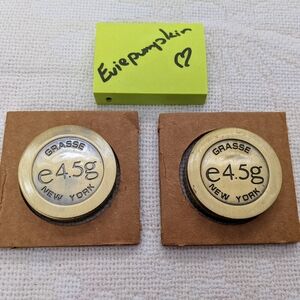 Eviepumpkin
GRASSE
e4.5g
NEW YORK
GRASSE
e4.5g
NEW YORK